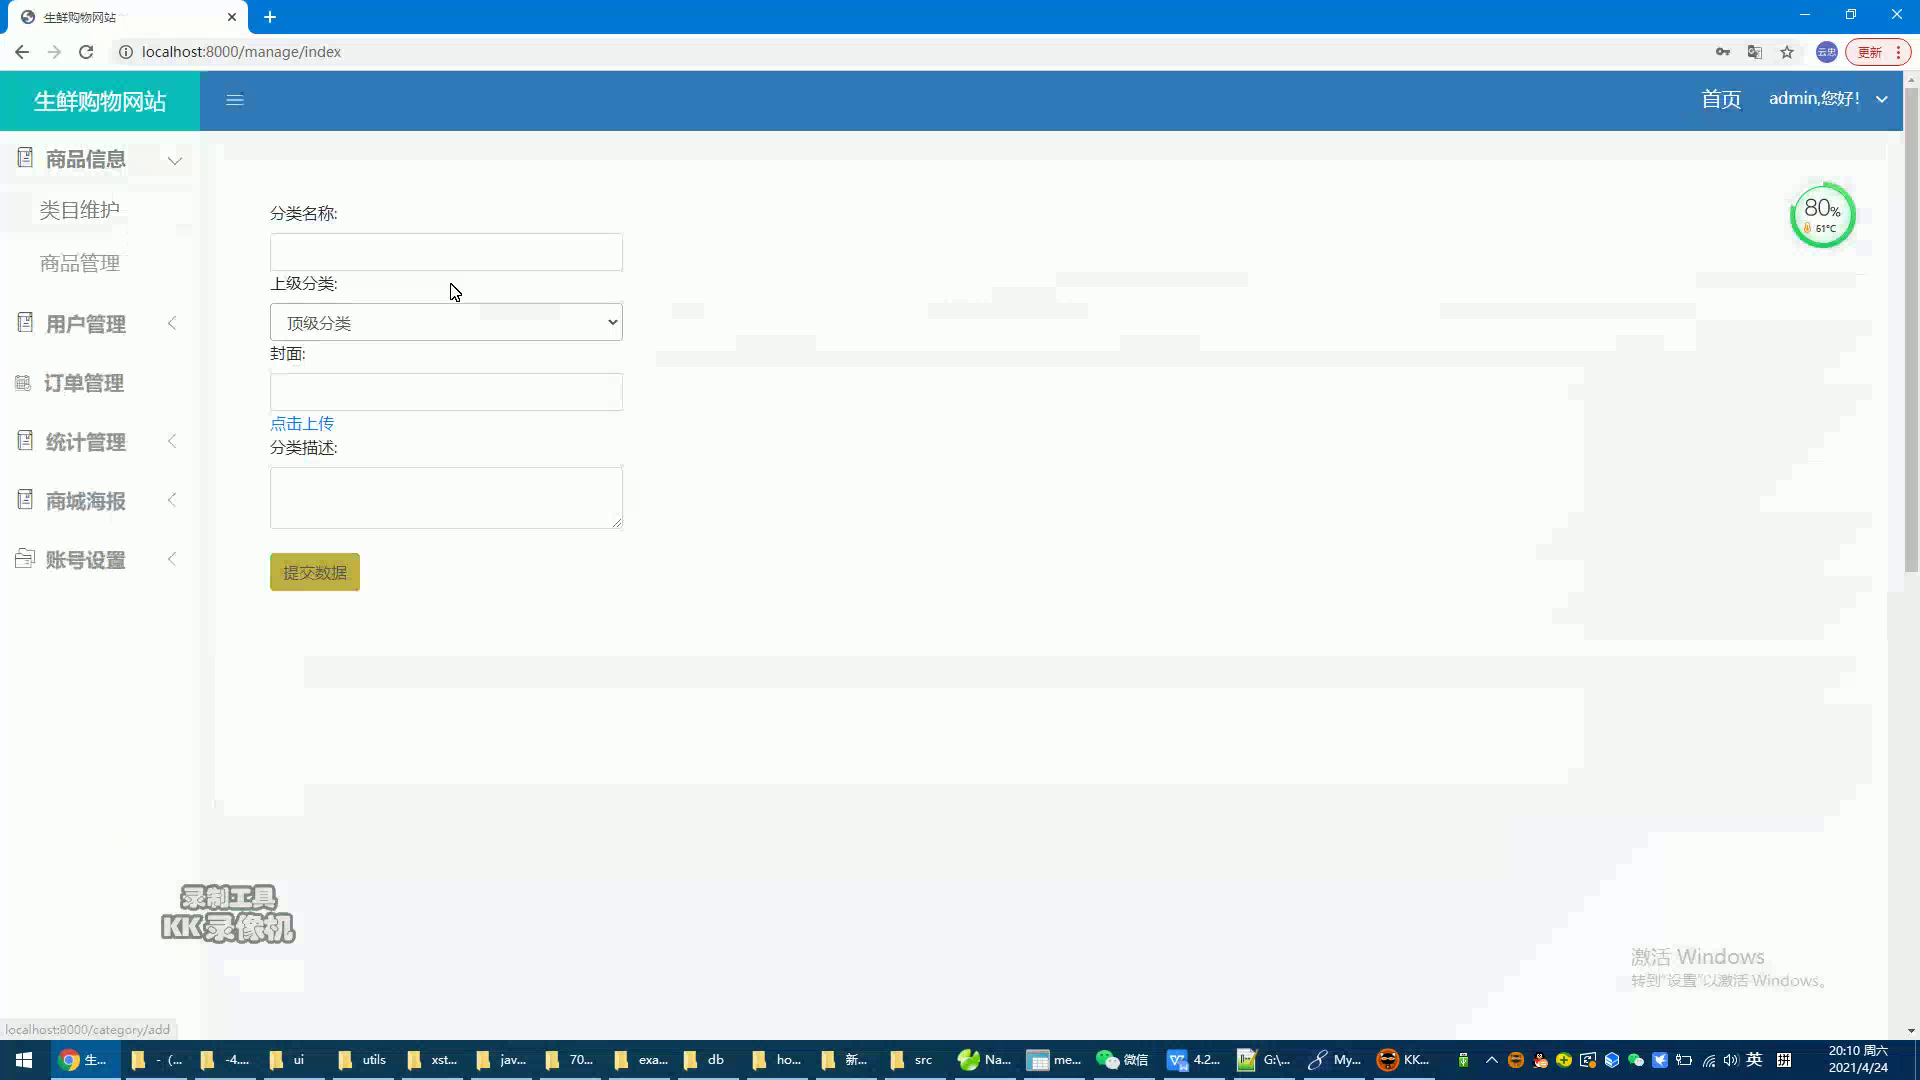 生鲜购物网站
localhost:8000/manage/index
更新
生鲜购物网站
首页
admin,您好!
商品信息
类目维护
商品管理
用户管理
订单管理
统计管理
商城海报
账号设置
分类名称:
上级分类:
顶级分类
封面:
点击上传
分类描述:
提交数据
80%
61°C
录制工具
KK录像机
激活 Windows
转到"设置"以激活 Windows。
localhost:8000/category/add
生...
- (...
-4....
ui
utils
xst...
jav...
70...
exa...
db
ho...
新...
src
Na...
me...
微信
4.2...
G:\...
My...
KK...
英
拼
20:10 周六
2021/4/24